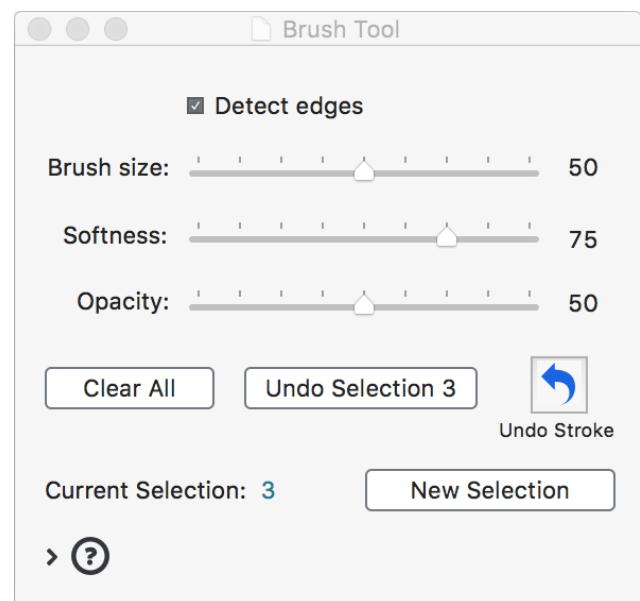 Brush Tool
Detect edges
Brush size: 50
Softness: 75
Opacity: 50
Clear All Undo Selection 3
Undo Stroke
Current Selection: 3 New Selection
> ?